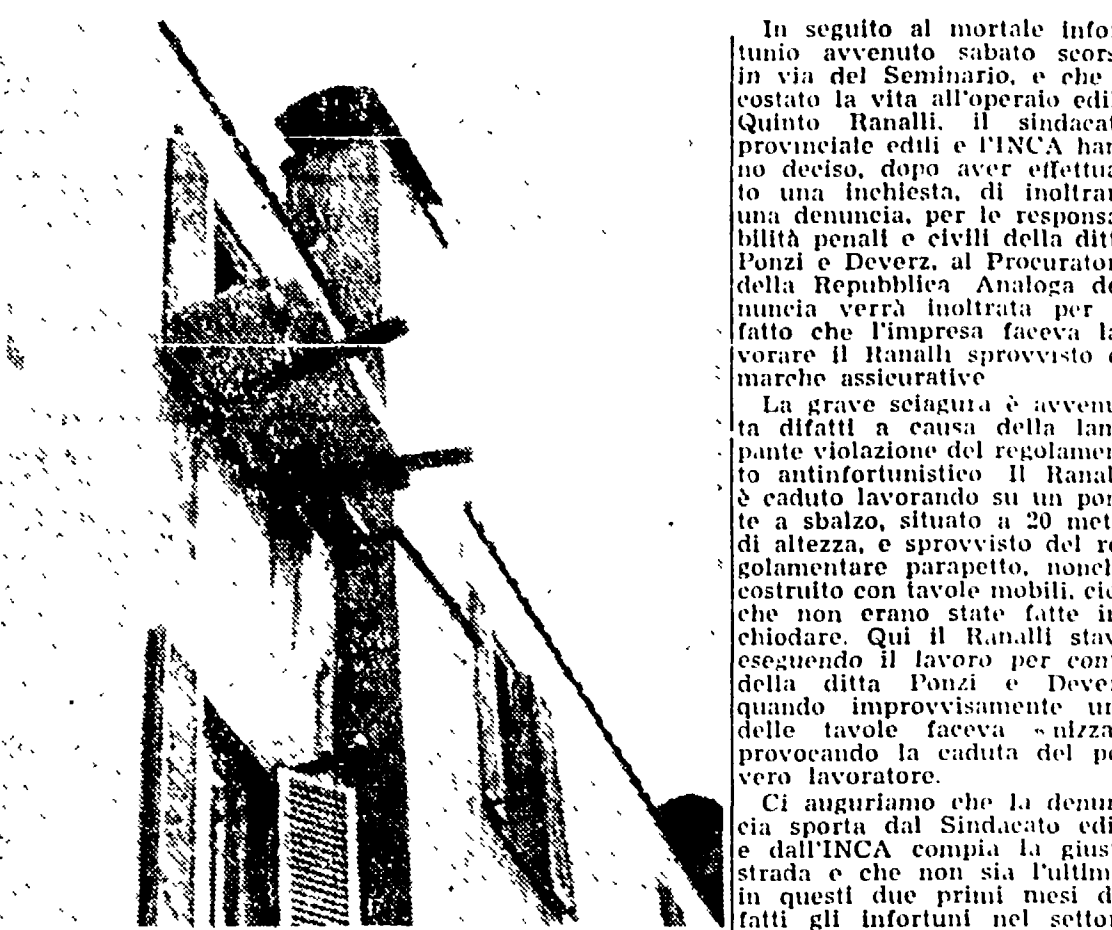 In seguito al mortale infor
tunio avvenuto sabato scors
in via del Seminario, e che
costato la vita all'operaio edil
Quinto Ranalli, il sindacat
provinciale edili e l'INCA han
no deciso, dopo aver effettua
to una inchiesta, di inoltrar
una denuncia, per le responsa
bilità penali e civili della ditt
Ponzi e Deverz, al Procurator
della Repubblica Analoga de
nuncia verrà inoltrata per
fatto che l'impresa faceva la
vorare il Ranalli sprovvisto d
marche assicurative
La grave sciagura è avvenu
ta difatti a causa della lam
pante violazione del regolamen
to antinfortunistico Il Ranal
è caduto lavorando su un pon
te a sbalzo, situato a 20 met
di altezza, e sprovvisto del re
golamentare parapetto, nonch
costruito con tavole mobili, cio
che non erano state fatte in
chiodare. Qui il Ranalli stav
eseguendo il lavoro per cont
della ditta Ponzi e Dever
quando improvvisamente un
delle tavole faceva
provocando la caduta del po
vero lavoratore.
Ci auguriamo che la denun
cia sporta dal Sindacato edi
e dall'INCA compia la giust
strada e che non sia l'ultima
in questi due primi mesi di
fatti gli infortuni nel settor